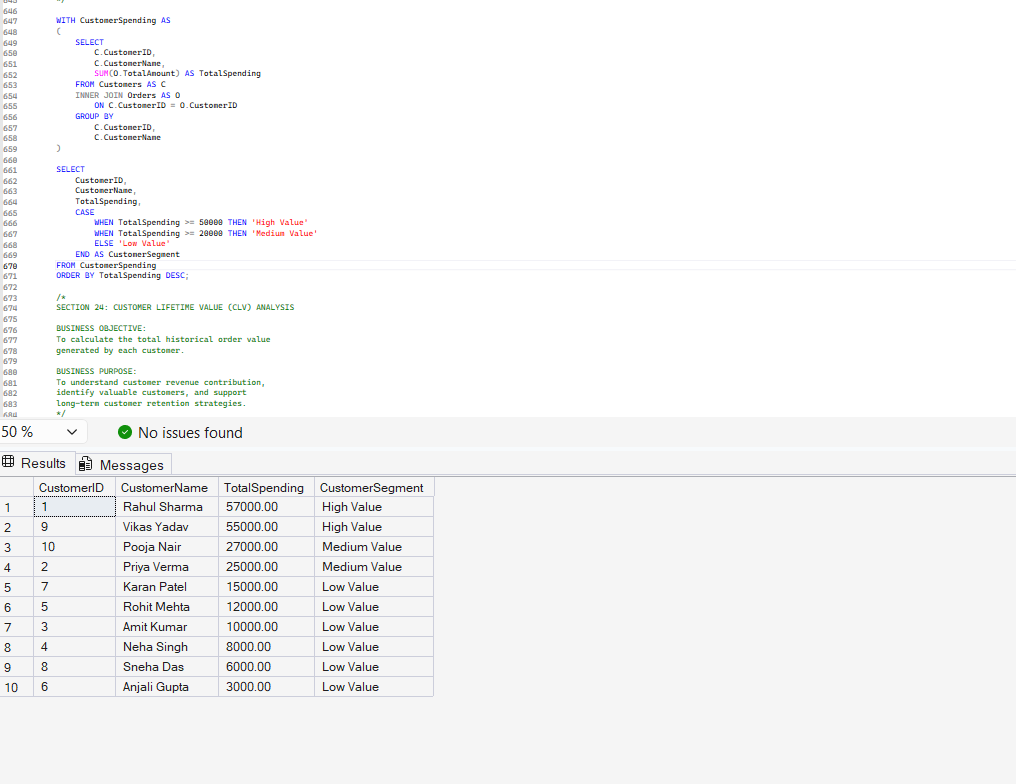 646
647 WITH CustomerSpending AS
648 (
649 SELECT
650 C.CustomerID,
651 C.CustomerName,
652 SUM(O.TotalAmount) AS TotalSpending
653 FROM Customers AS C
654 INNER JOIN Orders AS O
655 ON C.CustomerID = O.CustomerID
656 GROUP BY
657 C.CustomerID,
658 C.CustomerName
659 )
660
661 SELECT
662 CustomerID,
663 CustomerName,
664 TotalSpending,
665 CASE
666 WHEN TotalSpending >= 50000 THEN 'High Value'
667 WHEN TotalSpending >= 20000 THEN 'Medium Value'
668 ELSE 'Low Value'
669 END AS CustomerSegment
670 FROM CustomerSpending
671 ORDER BY TotalSpending DESC;
672
673 /*
674 SECTION 24: CUSTOMER LIFETIME VALUE (CLV) ANALYSIS
675
676 BUSINESS OBJECTIVE:
677 To calculate the total historical order value
678 generated by each customer.
679
680 BUSINESS PURPOSE:
681 To understand customer revenue contribution,
682 identify valuable customers, and support
683 long-term customer retention strategies.
684 */
50 % No issues found
Results Messages
CustomerID CustomerName TotalSpending CustomerSegment
1 1 Rahul Sharma 57000.00 High Value
2 9 Vikas Yadav 55000.00 High Value
3 10 Pooja Nair 27000.00 Medium Value
4 2 Priya Verma 25000.00 Medium Value
5 7 Karan Patel 15000.00 Low Value
6 5 Rohit Mehta 12000.00 Low Value
7 3 Amit Kumar 10000.00 Low Value
8 4 Neha Singh 8000.00 Low Value
9 8 Sneha Das 6000.00 Low Value
10 6 Anjali Gupta 3000.00 Low Value